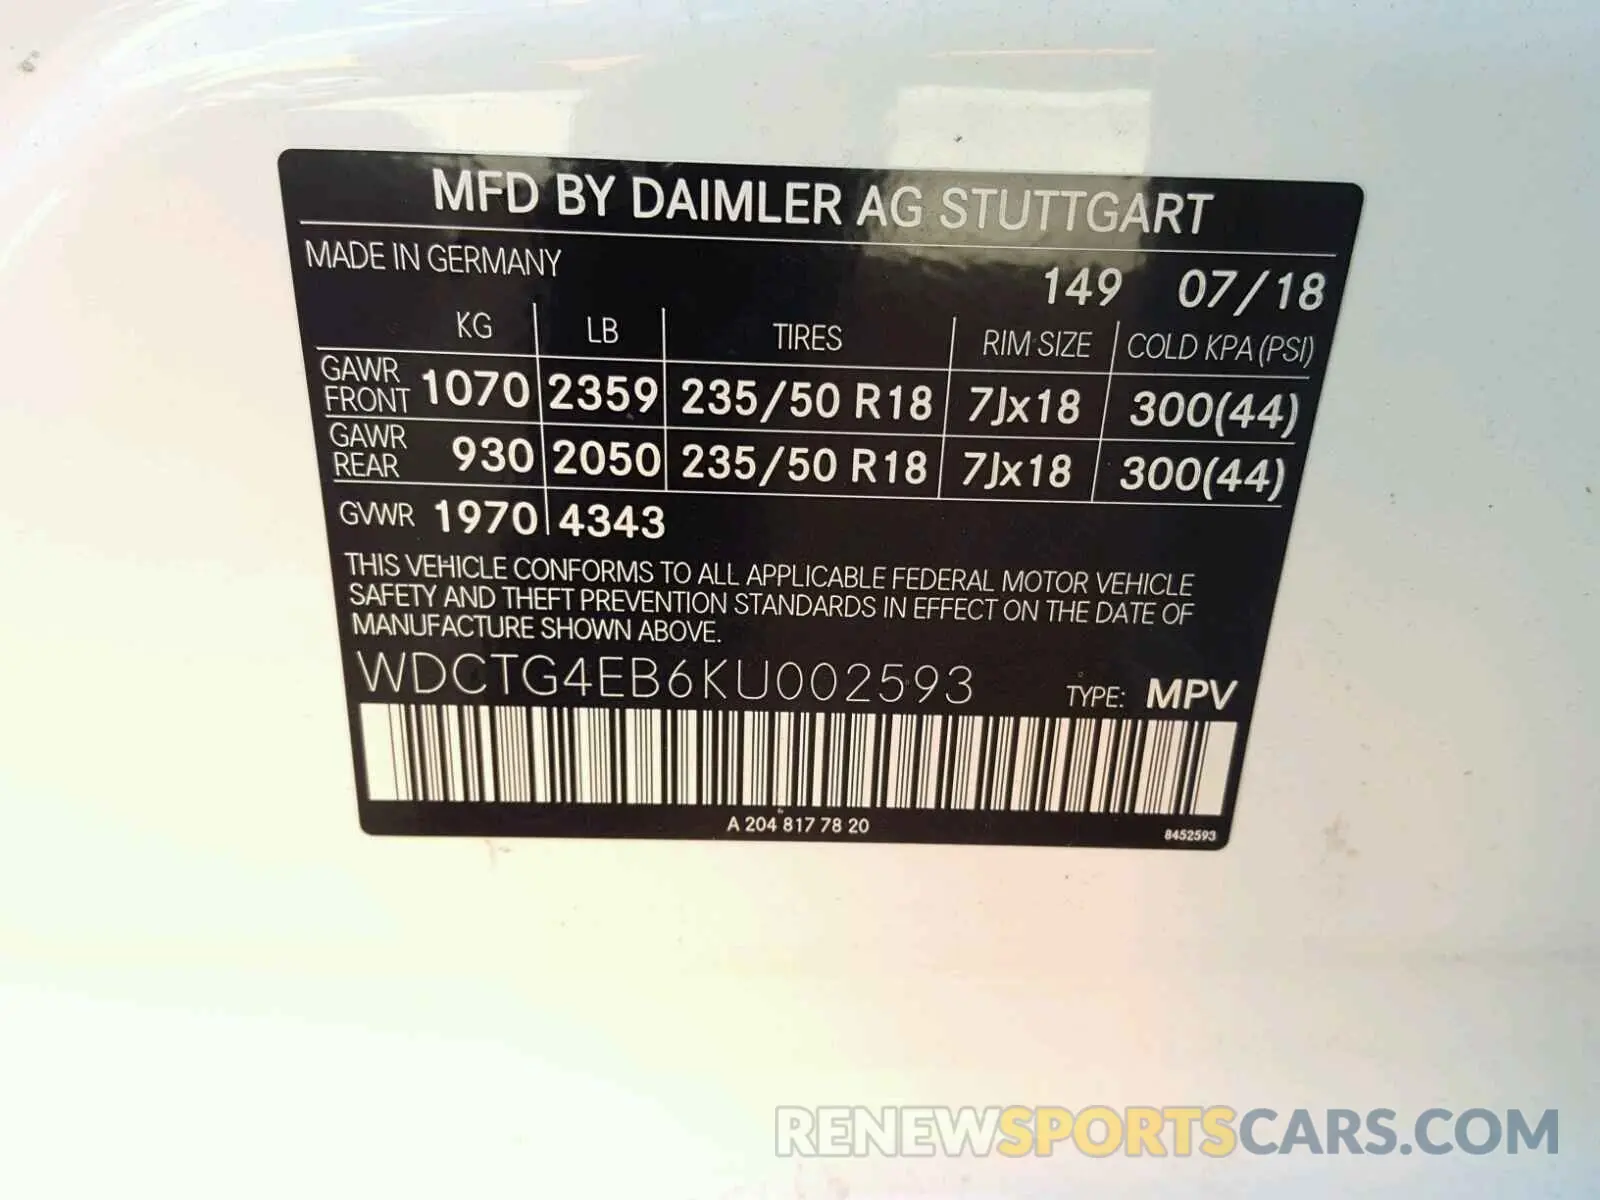 MFD BY DAIMLER AG STUTTGART
MADE IN GERMANY
149 07/18
KG LB TIRES RIM SIZE COLD KPA (PSI)
GAWR FRONT 1070 2359 235/50 R18 7Jx18 300(44)
GAWR REAR 930 2050 235/50 R18 7Jx18 300(44)
GVWR 1970 4343
THIS VEHICLE CONFORMS TO ALL APPLICABLE FEDERAL MOTOR VEHICLE
SAFETY AND THEFT PREVENTION STANDARDS IN EFFECT ON THE DATE OF
MANUFACTURE SHOWN ABOVE.
WDCTG4EB6KU002593 TYPE: MPV
A 204 817 78 20 8452593
RENEWSPORTSCARS.COM